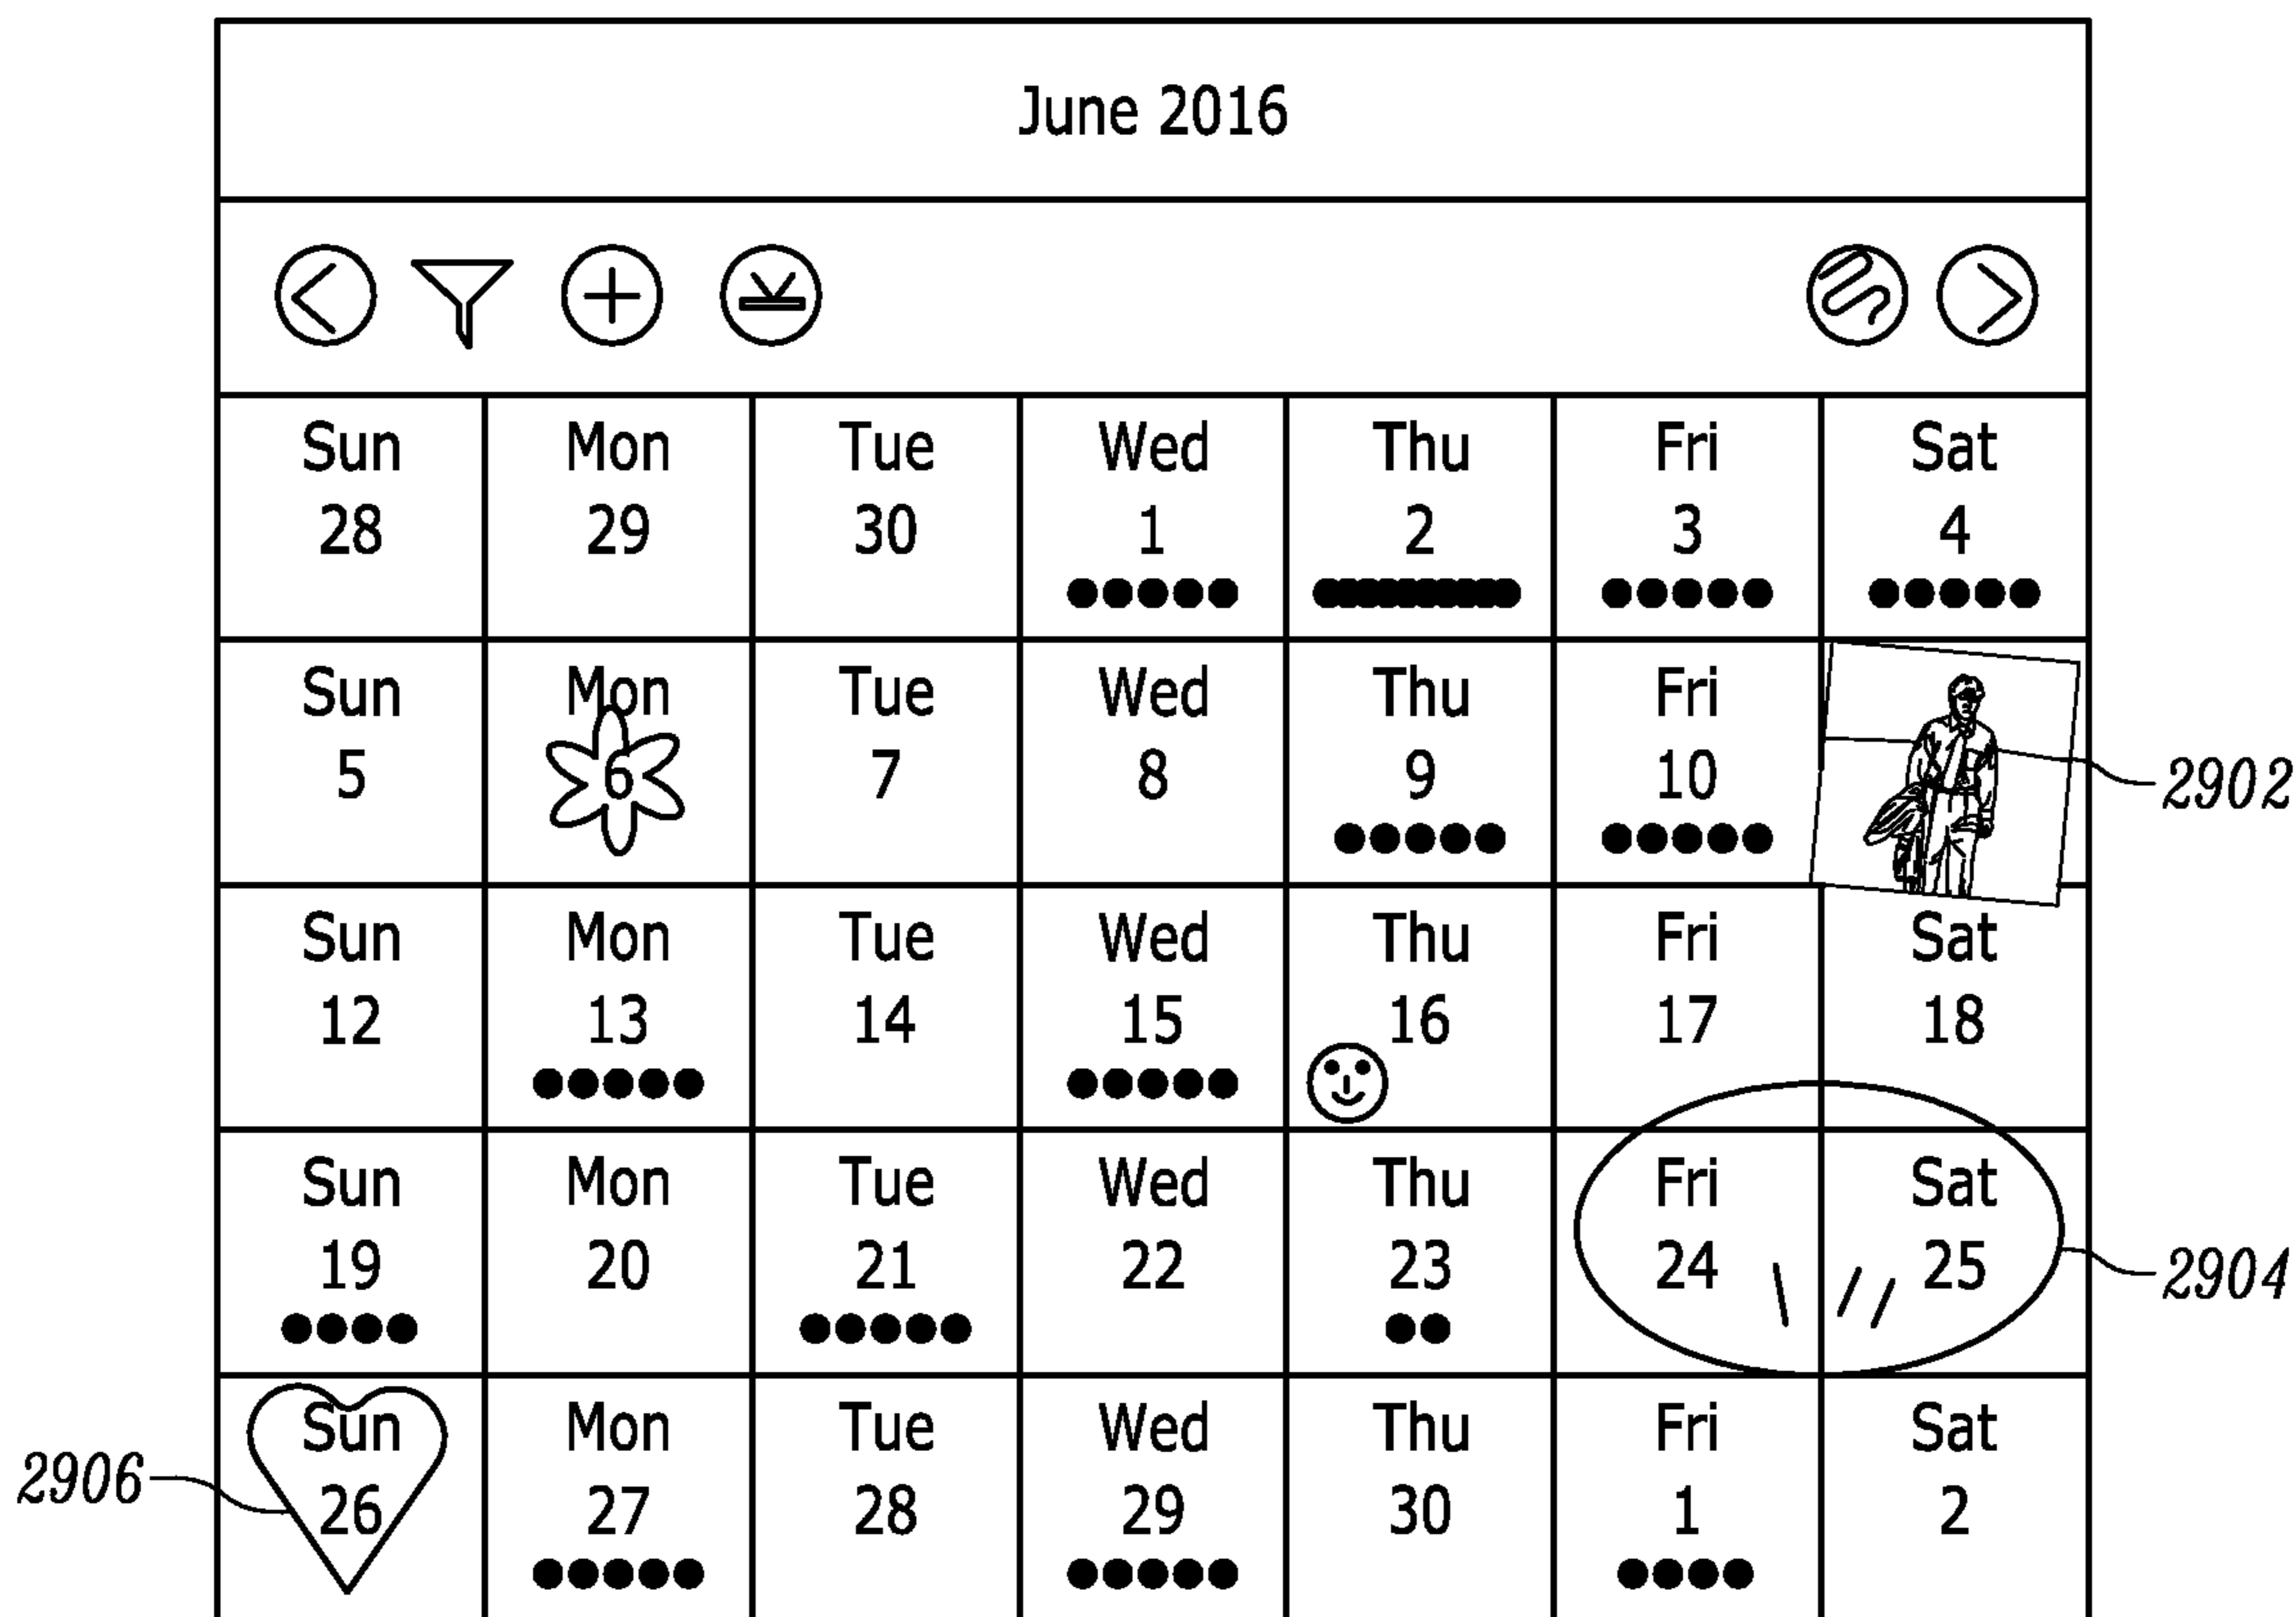 June 2016
Sun Mon Tue Wed Thu Fri Sat
28 29 30 1 2 3 4
Sun Mon Tue Wed Thu Fri
5 6 7 8 9 10
2902
Sun Mon Tue Wed Thu Fri Sat
12 13 14 15 16 17 18
Sun Mon Tue Wed Thu Fri Sat
19 20 21 22 23 24 25
2904
Sun Mon Tue Wed Thu Fri Sat
2906
26 27 28 29 30 1 2